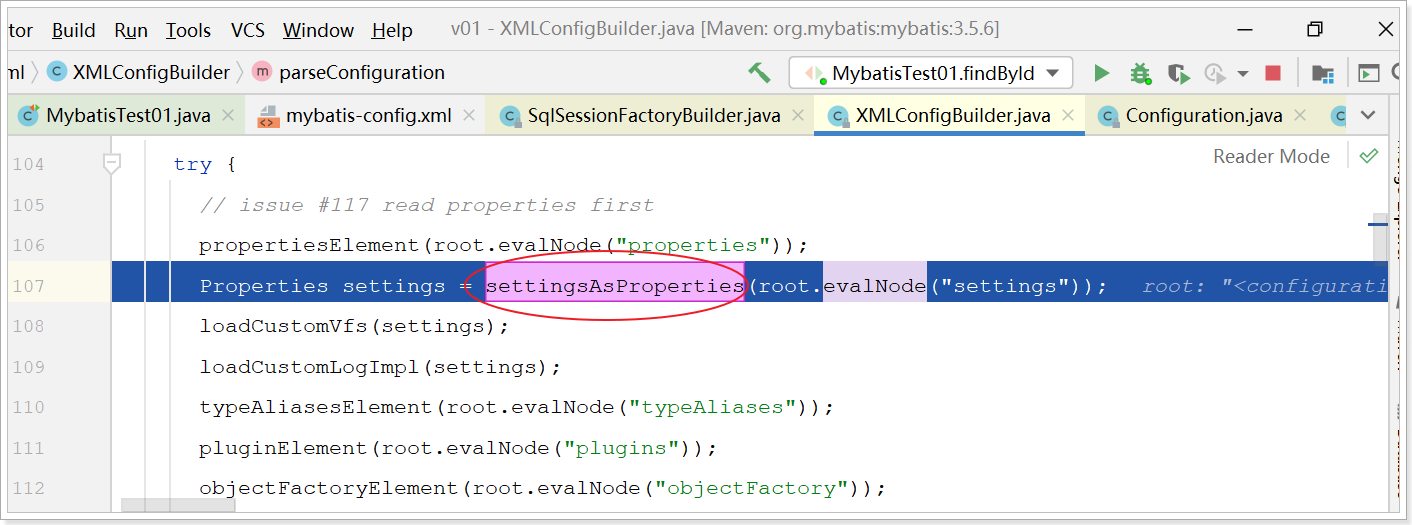 tor Build Run Tools VCS Window Help v01 - XMLConfigBuilder.java [Maven: org.mybatis:mybatis:3.5.6]
ml XMLConfigBuilder parseConfiguration MybatisTest01.findById
MybatisTest01.java mybatis-config.xml SqlSessionFactoryBuilder.java XMLConfigBuilder.java Configuration.java
Reader Mode
104 try {
105 // issue #117 read properties first
106 propertiesElement(root.evalNode("properties"));
107 Properties settings = settingsAsProperties(root.evalNode("settings")); root: "<configurati
108 loadCustomVfs(settings);
109 loadCustomLogImpl(settings);
110 typeAliasesElement(root.evalNode("typeAliases"));
111 pluginElement(root.evalNode("plugins"));
112 objectFactoryElement(root.evalNode("objectFactory"));